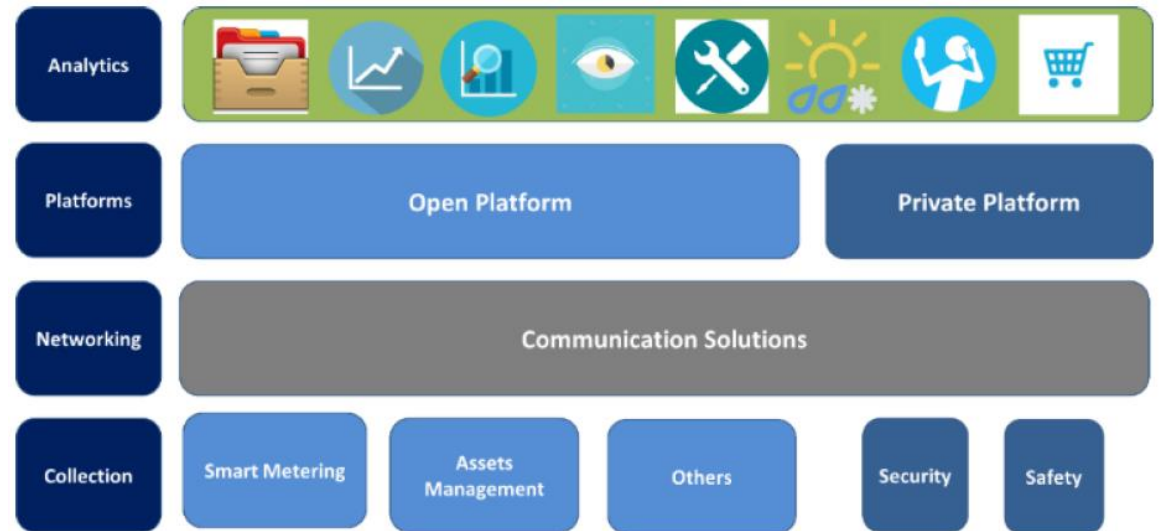 Analytics
Platforms
Open Platform
Private Platform
Networking
Communication Solutions
Collection
Smart Metering
Assets
Management
Others
Security
Safety